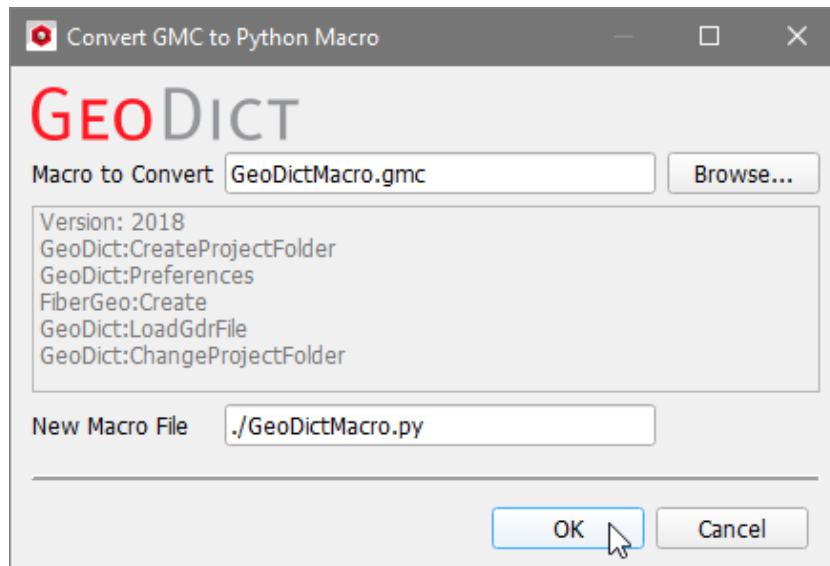 Convert GMC to Python Macro
GEODICT
Macro to Convert GeoDictMacro.gmc Browse...
Version: 2018
GeoDict:CreateProjectFolder
GeoDict:Preferences
FiberGeo:Create
GeoDict:LoadGdrFile
GeoDict:ChangeProjectFolder
New Macro File ./GeoDictMacro.py
OK Cancel